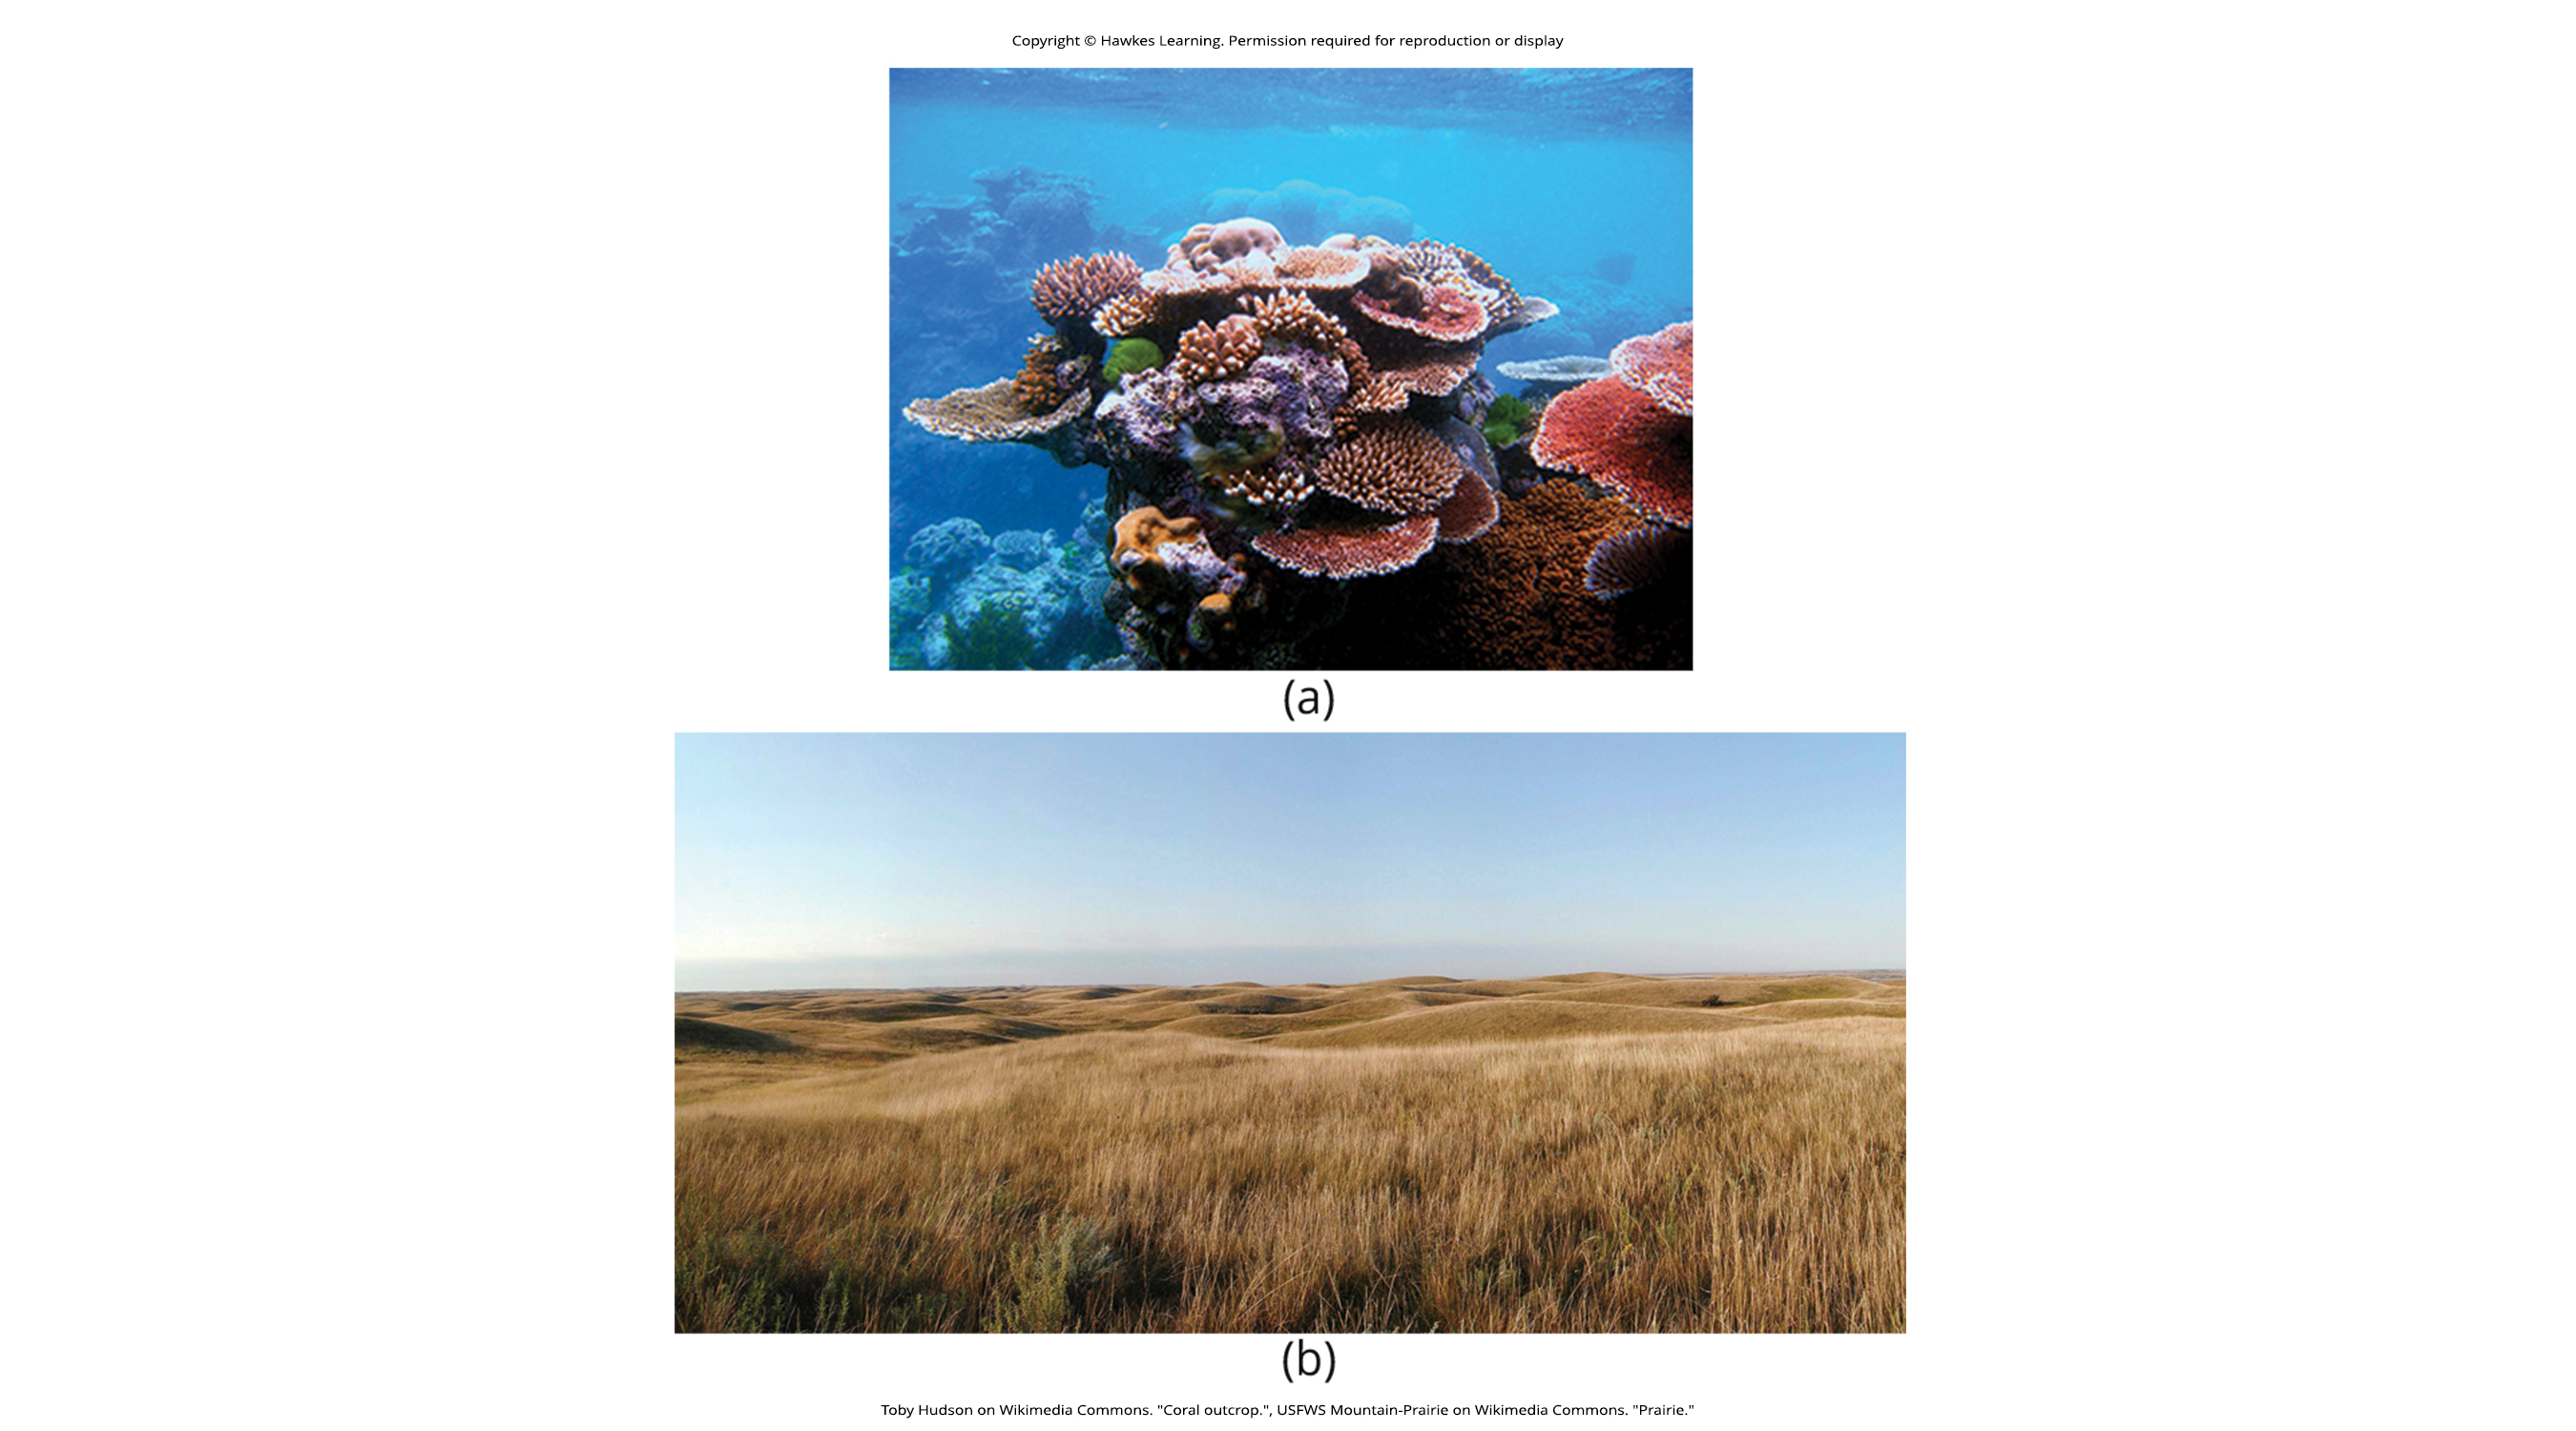 Copyright © Hawkes Learning. Permission required for reproduction or display
(a)
(b)
Toby Hudson on Wikimedia Commons. "Coral outcrop.", USFWS Mountain-Prairie on Wikimedia Commons. "Prairie."